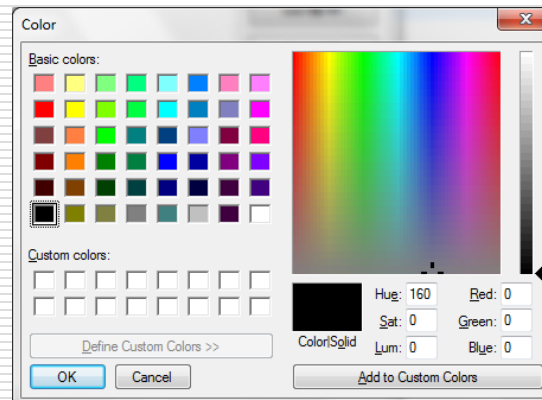 Color
Basic colors:
Custom colors:
Define Custom Colors >>
OK Cancel
Color|Solid
Hue: 160 Red: 0
Sat: 0 Green: 0
Lum: 0 Blue: 0
Add to Custom Colors